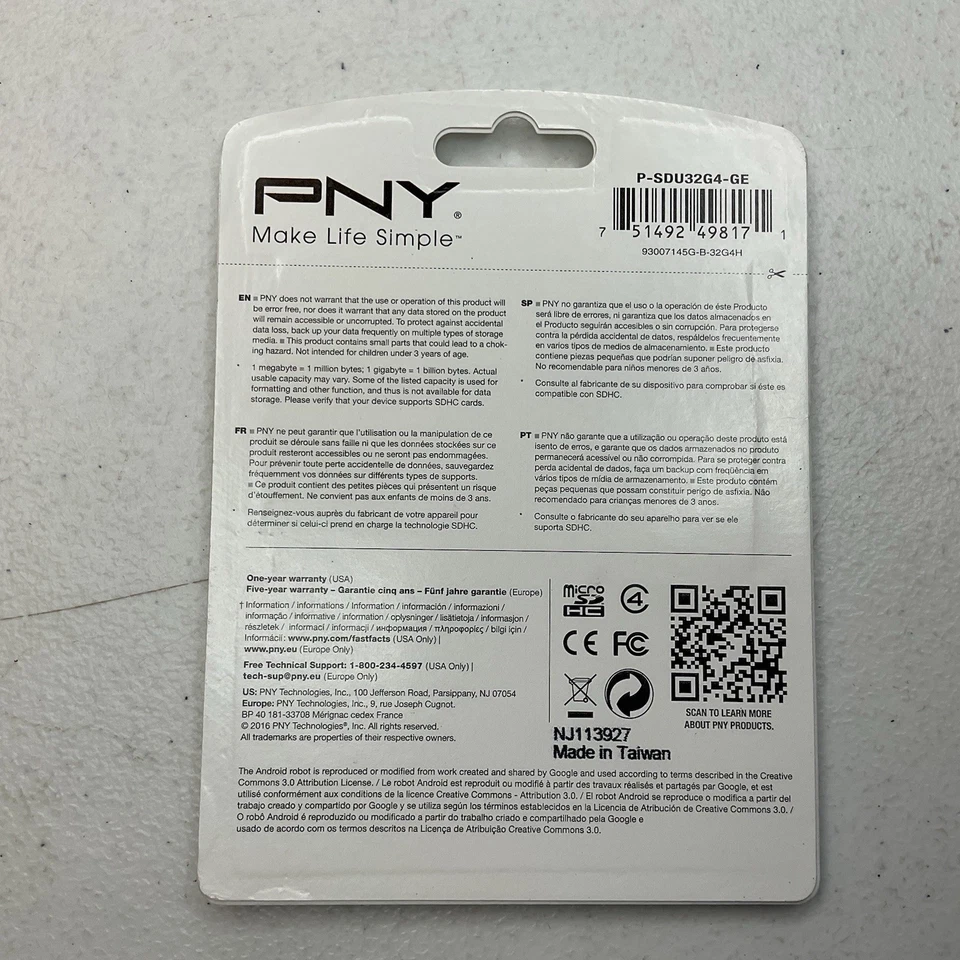 PNY®
Make Life Simple™
P-SDU32G4-GE
7 51492 49817 1
93007145G-B-32G4H
EN ■ PNY does not warrant that the use or operation of this product will
be error free, nor does it warrant that any data stored on the product
will remain accessible or uncorrupted. To protect against accidental
data loss, back up your data frequently on multiple types of storage
media. ■ This product contains small parts that could lead to a chok-
ing hazard. Not intended for children under 3 years of age.
* 1 megabyte = 1 million bytes; 1 gigabyte = 1 billion bytes. Actual
usable capacity may vary. Some of the listed capacity is used for
formatting and other function, and thus is not available for data
storage. Please verify that your device supports SDHC cards.
SP ■ PNY no garantiza que el uso o la operación de éste Producto
será libre de errores, ni garantiza que los datos almacenados en
el Producto seguirán accesibles o sin corrupción. Para protegerse
contra la pérdida accidental de datos, respáldelos frecuentemente
en varios tipos de medios de almacenamiento. ■ Este producto
contiene piezas pequeñas que podrían suponer peligro de asfixia.
No recomendable para niños menores de 3 años.
* Consulte al fabricante de su dispositivo para comprobar si éste es
compatible con SDHC.
FR ■ PNY ne peut garantir que l'utilisation ou la manipulation de ce
produit se déroule sans faille ni que les données stockées sur ce
produit resteront accessibles ou ne seront pas endommagées.
Pour prévenir toute perte accidentelle de données, sauvegardez
fréquemment vos données sur différents types de supports.
■ Ce produit contient des petites pièces qui présentent un risque
d'étouffement. Ne convient pas aux enfants de moins de 3 ans.
* Renseignez-vous auprès du fabricant de votre appareil pour
déterminer si celui-ci prend en charge la technologie SDHC.
PT ■ PNY não garante que a utilização ou operação deste produto está
isento de erros, e garante que os dados armazenados no produto
permanecerá acessível ou não corrompida. Para se proteger contra
perda acidental de dados, faça um backup com freqüência em
vários tipos de mídia de armazenamento. ■ Este produto contém
peças pequenas que possam constituir perigo de asfixia. Não
recomendado para crianças menores de 3 anos.
* Consulte o fabricante do seu aparelho para ver se ele
suporta SDHC.
One-year warranty (USA)
Five-year warranty – Garantie cinq ans – Fünf jahre garantie (Europe)
† Information / informations / Information / información / informazioni /
informação / informatie / information / oplysninger / lisätietoja / informasjon /
részletek / informací / informacji / информация / πληροφορίες / bilgi için /
Informácií: www.pny.com/fastfacts (USA Only) |
www.pny.eu (Europe Only)
Free Technical Support: 1-800-234-4597 (USA Only) |
tech-sup@pny.eu (Europe Only)
US: PNY Technologies, Inc., 100 Jefferson Road, Parsippany, NJ 07054
Europe: PNY Technologies, Inc., 9, rue Joseph Cugnot.
BP 40 181-33708 Mérignac cedex France
© 2016 PNY Technologies®, Inc. All rights reserved.
All trademarks are properties of their respective owners.
micro
SD
HC
4
CE FC
NJ113927
Made in Taiwan
SCAN TO LEARN MORE
ABOUT PNY PRODUCTS.
The Android robot is reproduced or modified from work created and shared by Google and used according to terms described in the Creative
Commons 3.0 Attribution License. / Le robot Android est reproduit ou modifié à partir des travaux réalisés et partagés par Google, et est
utilisé conformément aux conditions de la licence Creative Commons - Attribution 3.0. / El robot Android se reproduce o modifica a partir del
trabajo creado y compartido por Google y se utiliza según los términos establecidos en la Licencia de Atribución de Creative Commons 3.0. /
O robô Android é reproduzido ou modificado a partir do trabalho criado e compartilhado pela Google e
usado de acordo com os termos descritos na Licença de Atribuição Creative Commons 3.0.